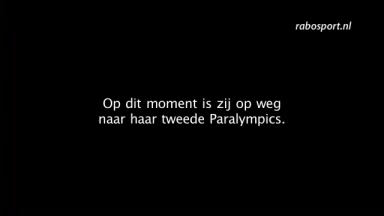 rabosport.nl
Op dit moment is zij op weg
naar haar tweede Paralympics.